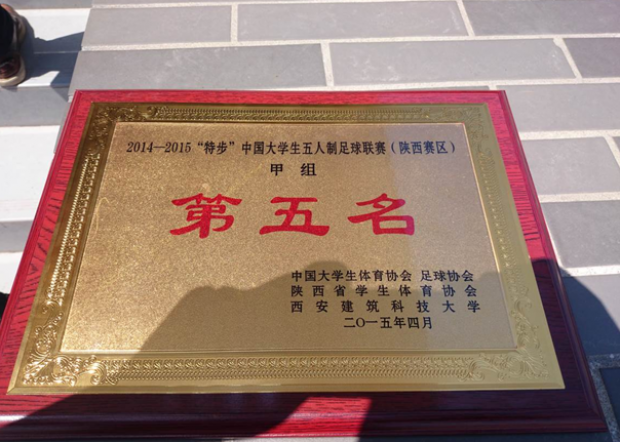 2014—2015“特步”中国大学生五人制足球联赛（陕西赛区）
甲组
第五名
中国大学生体育协会 足球协会
陕西省学生体育协会
西安建筑科技大学
二〇一五年四月